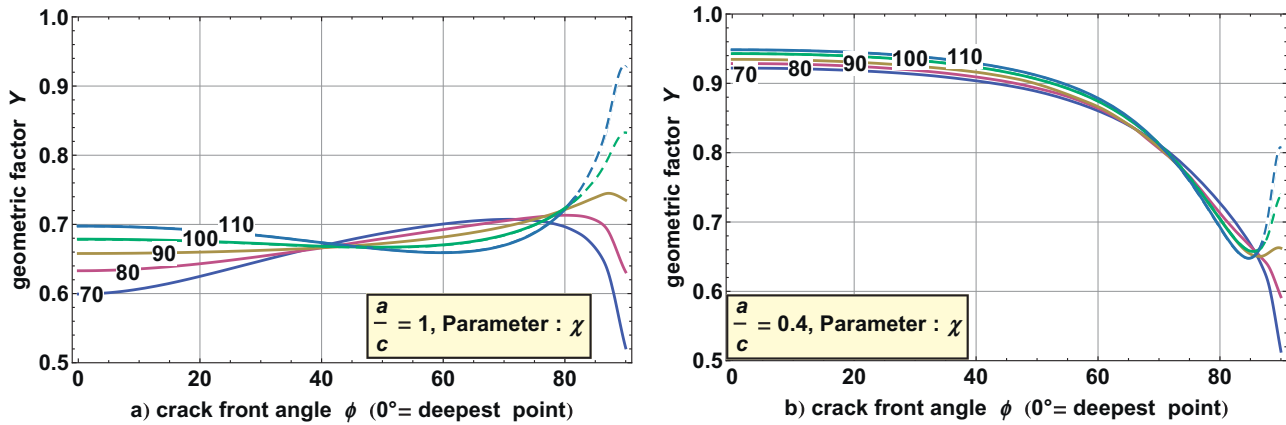 geometric factor Y
1.0
0.9
0.8
0.7
0.6
0.5
110
100
90
80
70
a/c = 1, Parameter : χ
0 20 40 60 80
a) crack front angle ϕ (0°= deepest point)
geometric factor Y
1.0
0.9
0.8
0.7
0.6
0.5
70 80 90 100 110
a/c = 0.4, Parameter : χ
0 20 40 60 80
b) crack front angle ϕ (0°= deepest point)